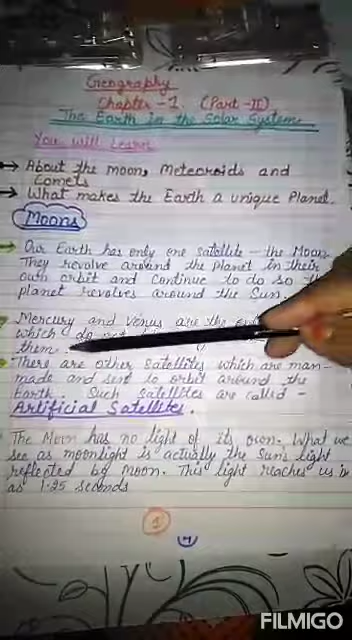 Geography
Chapter - 1. (Part - II)
The Earth in the Solar System
You will Learn
→ About the moon, Meteoroids and
Comets
→ What makes the Earth a unique Planet.
Moons
→ Our Earth has only one satellite - the Moon.
They revolve around the planet in their
own orbit and continue to do so
planet revolves around the Sun.
Mercury and Venus are the
which do
them.
→ There are other satellites which are man-
made and sent to orbit around the
Earth. Such satellites are called -
Artificial Satellites.
The Moon has no light of its own. What we
see as moonlight is actually the Sun's light
reflected by Moon. This light reaches us in
as 1.25 seconds
1
FILMIGO